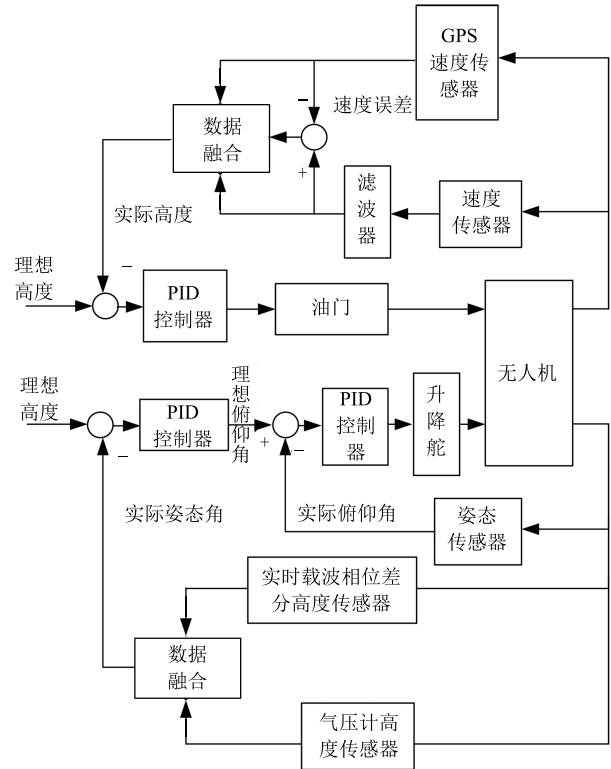 GPS
速度传
感器
−
速度误差
数据
融合
+
滤
波
器
速度
传感器
实际高度
理想
高度
−
PID
控制器
油门
无人机
理想
高度
−
PID
控制器
理
想
俯
仰
角
+
−
PID
控制
器
升
降
舵
实际姿态角
实际俯仰角
姿态
传感器
实时载波相位差
分高度传感器
数据
融合
气压计高
度传感器